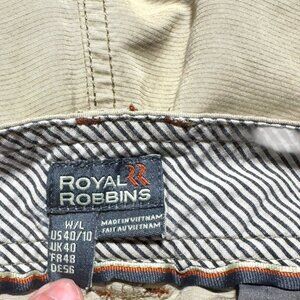 ROYAL
ROBBINS
MADE IN VIETNAM
FAIT AU VIETNAM
W/L
US 40/10
UK 40
FR 48
DE 56